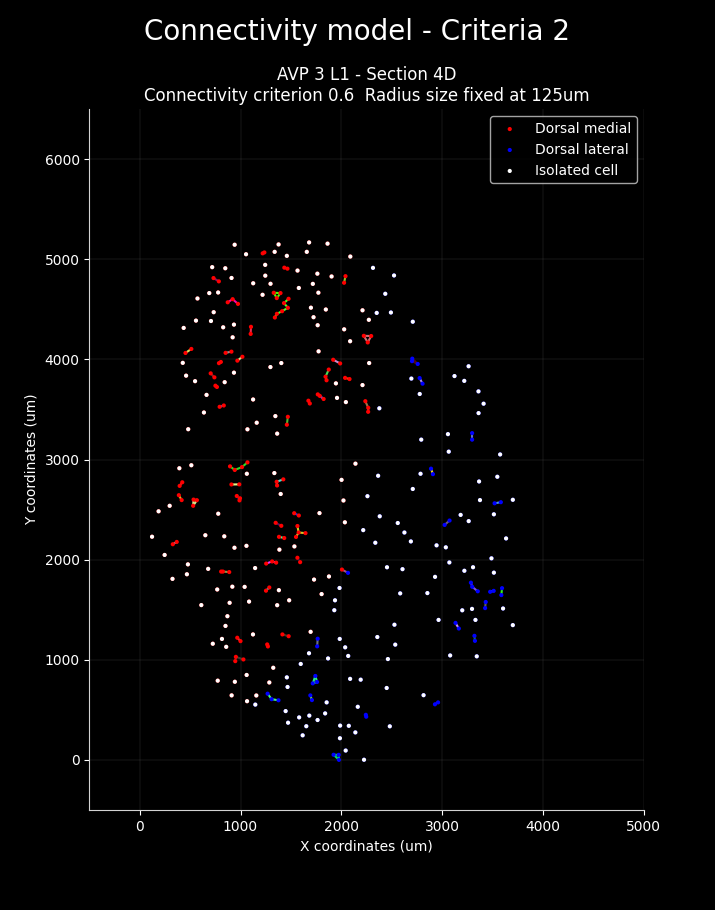 Connectivity model - Criteria 2
AVP 3 L1 - Section 4D
Connectivity criterion 0.6  Radius size fixed at 125um
Dorsal medial
Dorsal lateral
Isolated cell
6000
5000
4000
3000
2000
1000
0
Y coordinates (um)
0 1000 2000 3000 4000 5000
X coordinates (um)